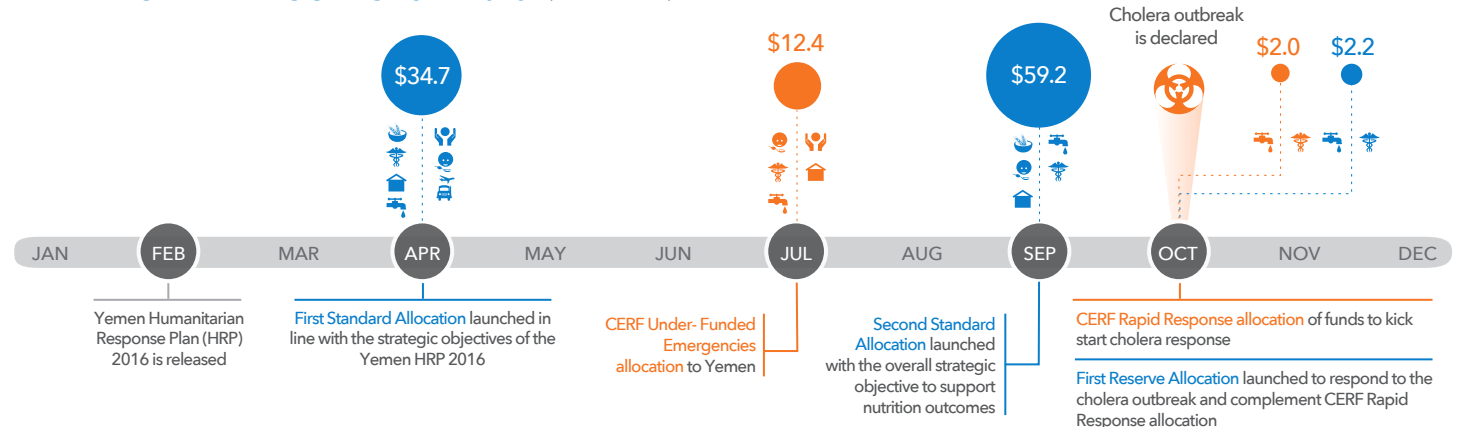 Cholera outbreak
is declared
$34.7
$12.4
$59.2
$2.0
$2.2
JAN
FEB
MAR
APR
MAY
JUN
JUL
AUG
SEP
OCT
NOV
DEC
Yemen Humanitarian
Response Plan (HRP)
2016 is released
First Standard Allocation launched in
line with the strategic objectives of the
Yemen HRP 2016
CERF Under- Funded
Emergencies
allocation to Yemen
Second Standard
Allocation launched
with the overall strategic
objective to support
nutrition outcomes
CERF Rapid Response allocation of funds to kick
start cholera response
First Reserve Allocation launched to respond to the
cholera outbreak and complement CERF Rapid
Response allocation